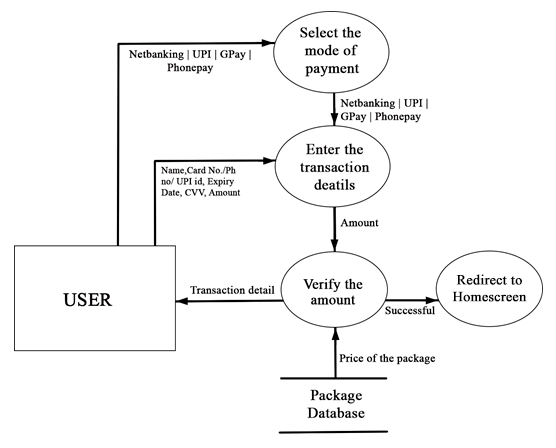 Select the
mode of
payment
Netbanking | UPI | GPay |
Phonepay
Netbanking | UPI |
GPay | Phonepay
Enter the
transaction
deatils
Name,Card No./Ph
no/ UPI id, Expiry
Date, CVV, Amount
Amount
USER
Transaction detail
Verify the
amount
Successful
Redirect to
Homescreen
Price of the package
Package
Database